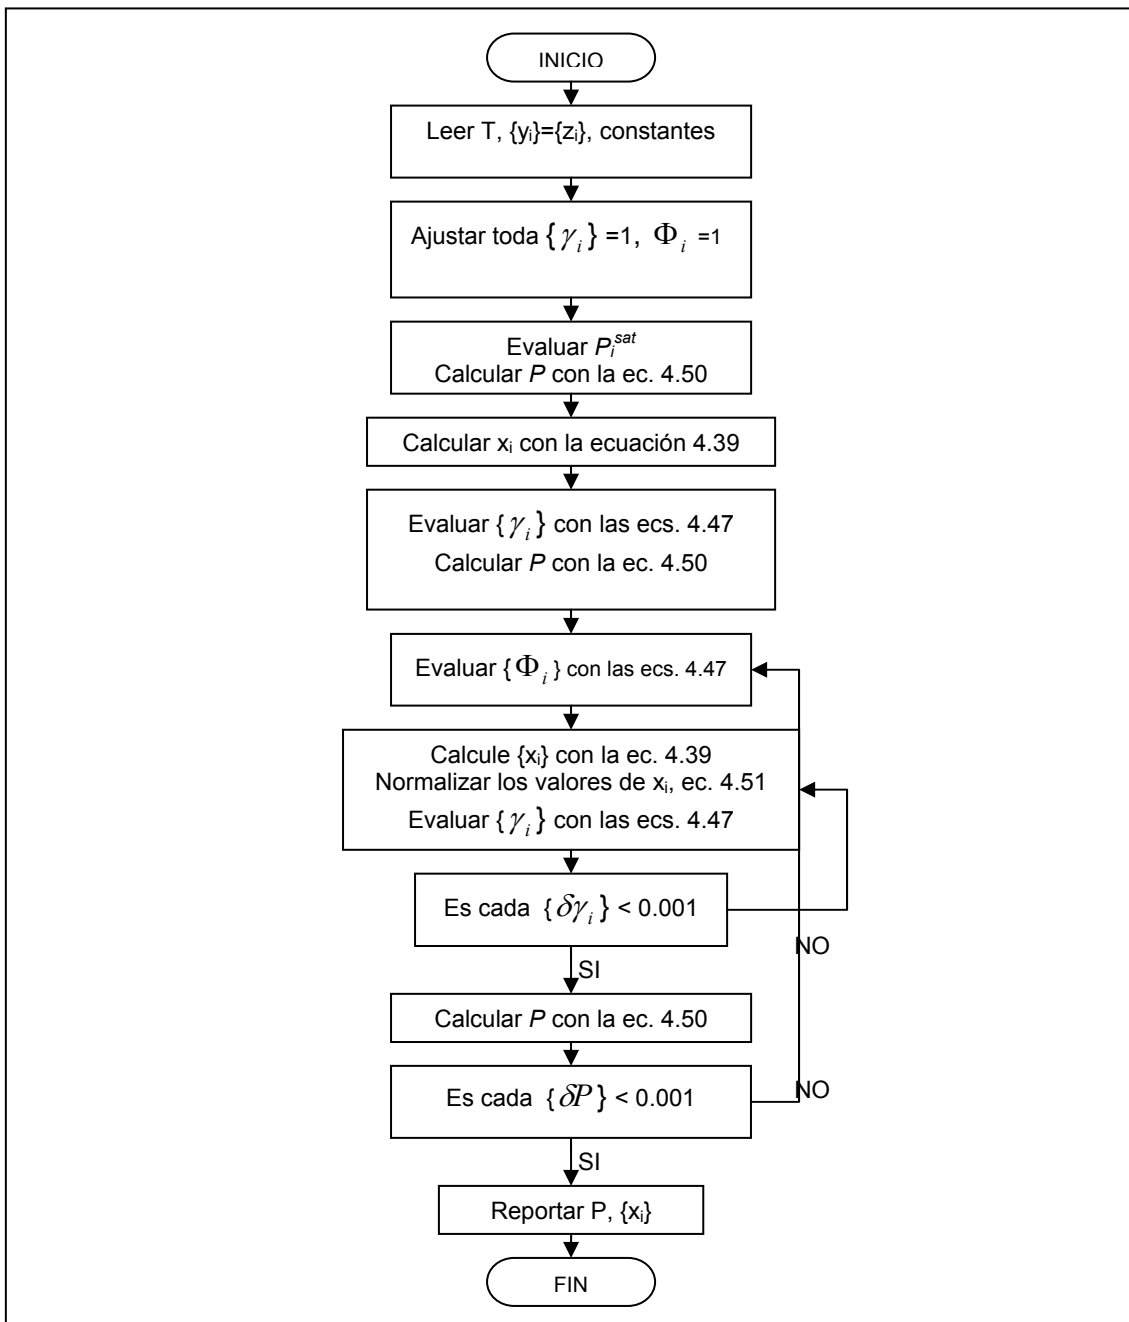 INICIO
Leer T, {yᵢ}={zᵢ}, constantes
Ajustar toda {γᵢ} =1, Φᵢ =1
Evaluar Pᵢˢᵃᵗ
Calcular P con la ec. 4.50
Calcular xᵢ con la ecuación 4.39
Evaluar {γᵢ} con las ecs. 4.47
Calcular P con la ec. 4.50
Evaluar {Φᵢ} con las ecs. 4.47
Calcule {xᵢ} con la ec. 4.39
Normalizar los valores de xᵢ, ec. 4.51
Evaluar {γᵢ} con las ecs. 4.47
Es cada {δγᵢ} < 0.001
NO
SI
Calcular P con la ec. 4.50
Es cada {δP} < 0.001
NO
SI
Reportar P, {xᵢ}
FIN